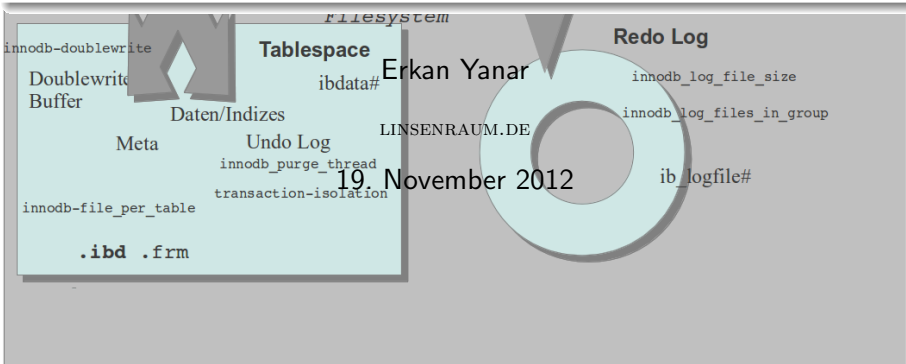 Filesystem
innodb-doublewrite
Tablespace
Redo Log
Doublewrite
Buffer
ibdata#
Erkan Yanar
innodb_log_file_size
Daten/Indizes
innodb_log_files_in_group
Meta
Undo Log
LINSENRAUM.DE
innodb_purge_thread
19. November 2012
ib_logfile#
transaction-isolation
innodb-file_per_table
.ibd .frm